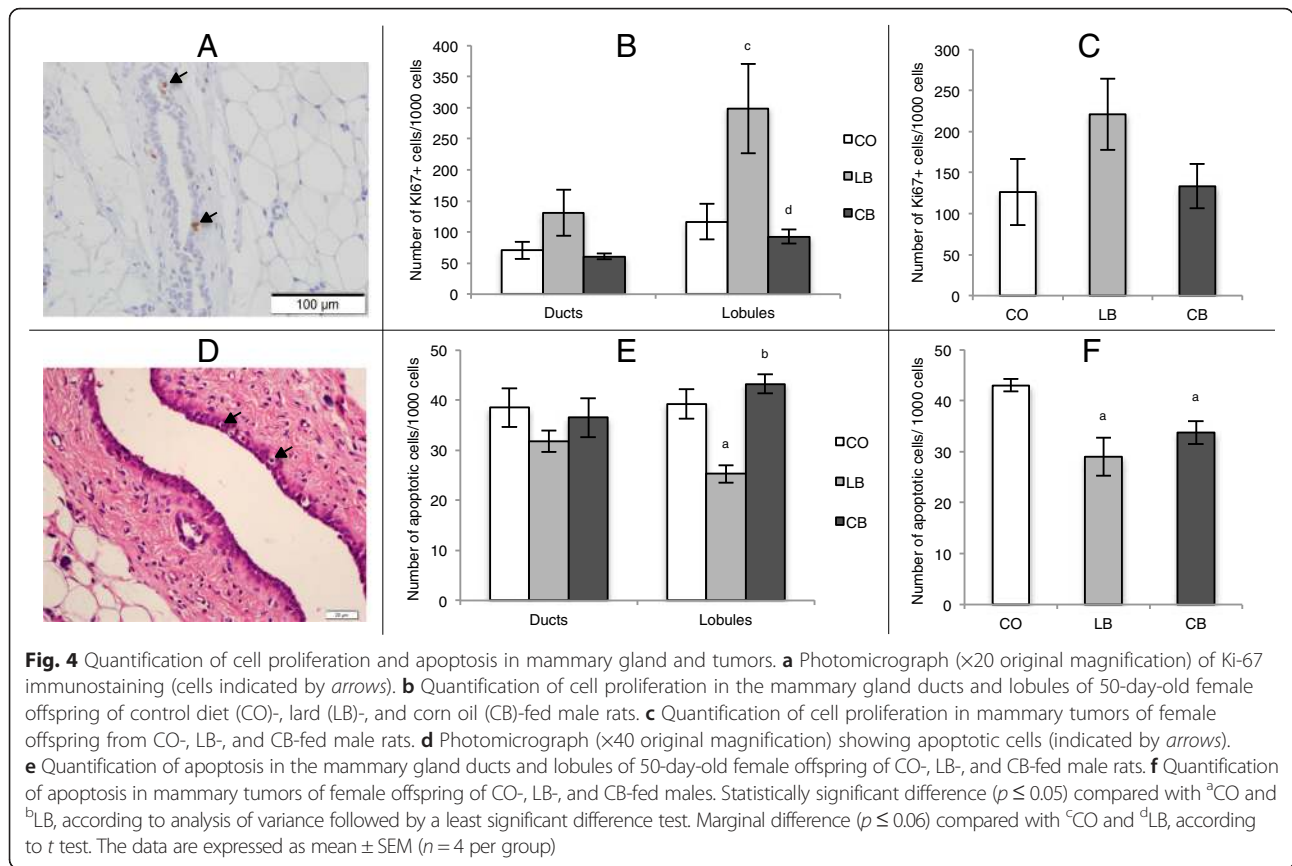 A
100 µm
B
Number of KI67+ cells/1000 cells
400
350
300
250
200
150
100
50
0
c
d
CO
LB
CB
Ducts
Lobules
C
Number of Ki67+ cells/1000 cells
300
250
200
150
100
50
0
CO
LB
CB
D
20 µm
E
Number of apoptotic cells/1000 cells
50
40
30
20
10
0
a
b
CO
LB
CB
Ducts
Lobules
F
Number of apoptotic cells/ 1000 cells
50
40
30
20
10
0
a
a
CO
LB
CB
Fig. 4 Quantification of cell proliferation and apoptosis in mammary gland and tumors. a Photomicrograph (×20 original magnification) of Ki-67
immunostaining (cells indicated by arrows). b Quantification of cell proliferation in the mammary gland ducts and lobules of 50-day-old female
offspring of control diet (CO)-, lard (LB)-, and corn oil (CB)-fed male rats. c Quantification of cell proliferation in mammary tumors of female
offspring from CO-, LB-, and CB-fed male rats. d Photomicrograph (×40 original magnification) showing apoptotic cells (indicated by arrows).
e Quantification of apoptosis in the mammary gland ducts and lobules of 50-day-old female offspring of CO-, LB-, and CB-fed male rats. f Quantification
of apoptosis in mammary tumors of female offspring of CO-, LB-, and CB-fed males. Statistically significant difference (p ≤ 0.05) compared with ᵃCO and
ᵇLB, according to analysis of variance followed by a least significant difference test. Marginal difference (p ≤ 0.06) compared with ᶜCO and ᵈLB, according
to t test. The data are expressed as mean ± SEM (n = 4 per group)